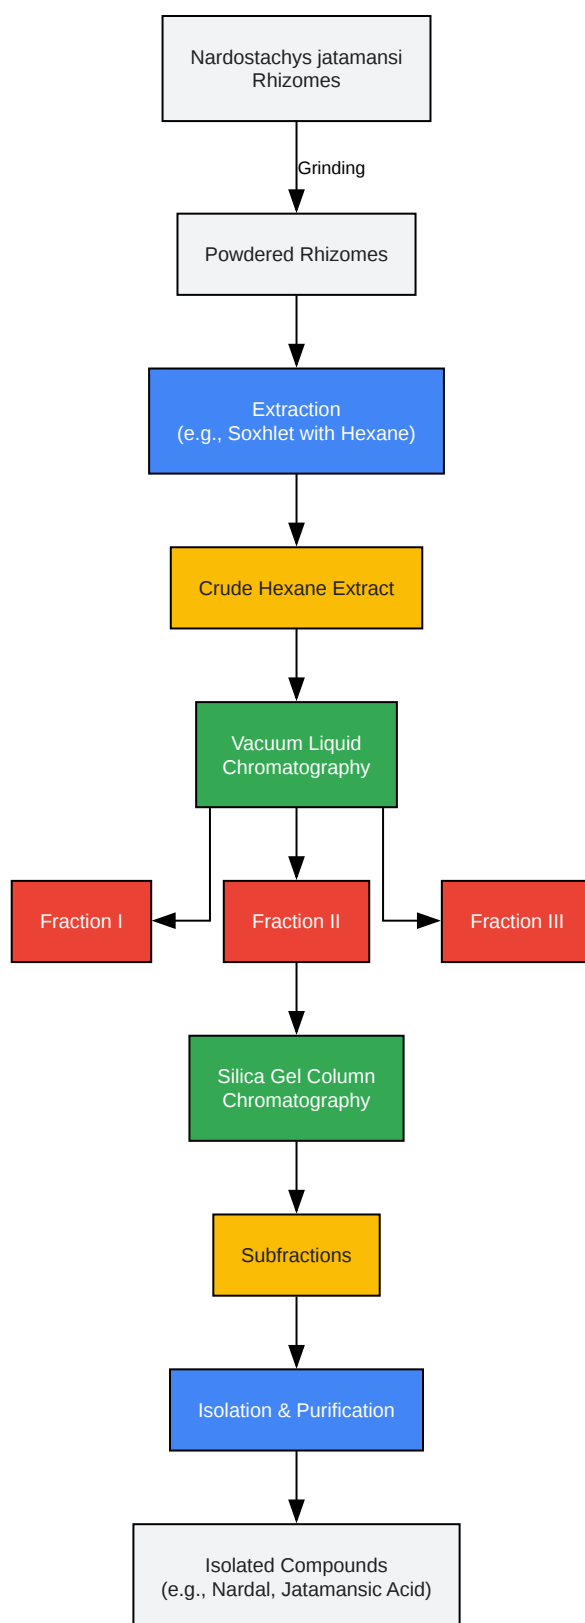 Nardostachys jatamansi
Rhizomes
Grinding
Powdered Rhizomes
Extraction
(e.g., Soxhlet with Hexane)
Crude Hexane Extract
Vacuum Liquid
Chromatography
Fraction I
Fraction II
Fraction III
Silica Gel Column
Chromatography
Subfractions
Isolation & Purification
Isolated Compounds
(e.g., Nardal, Jatamansic Acid)